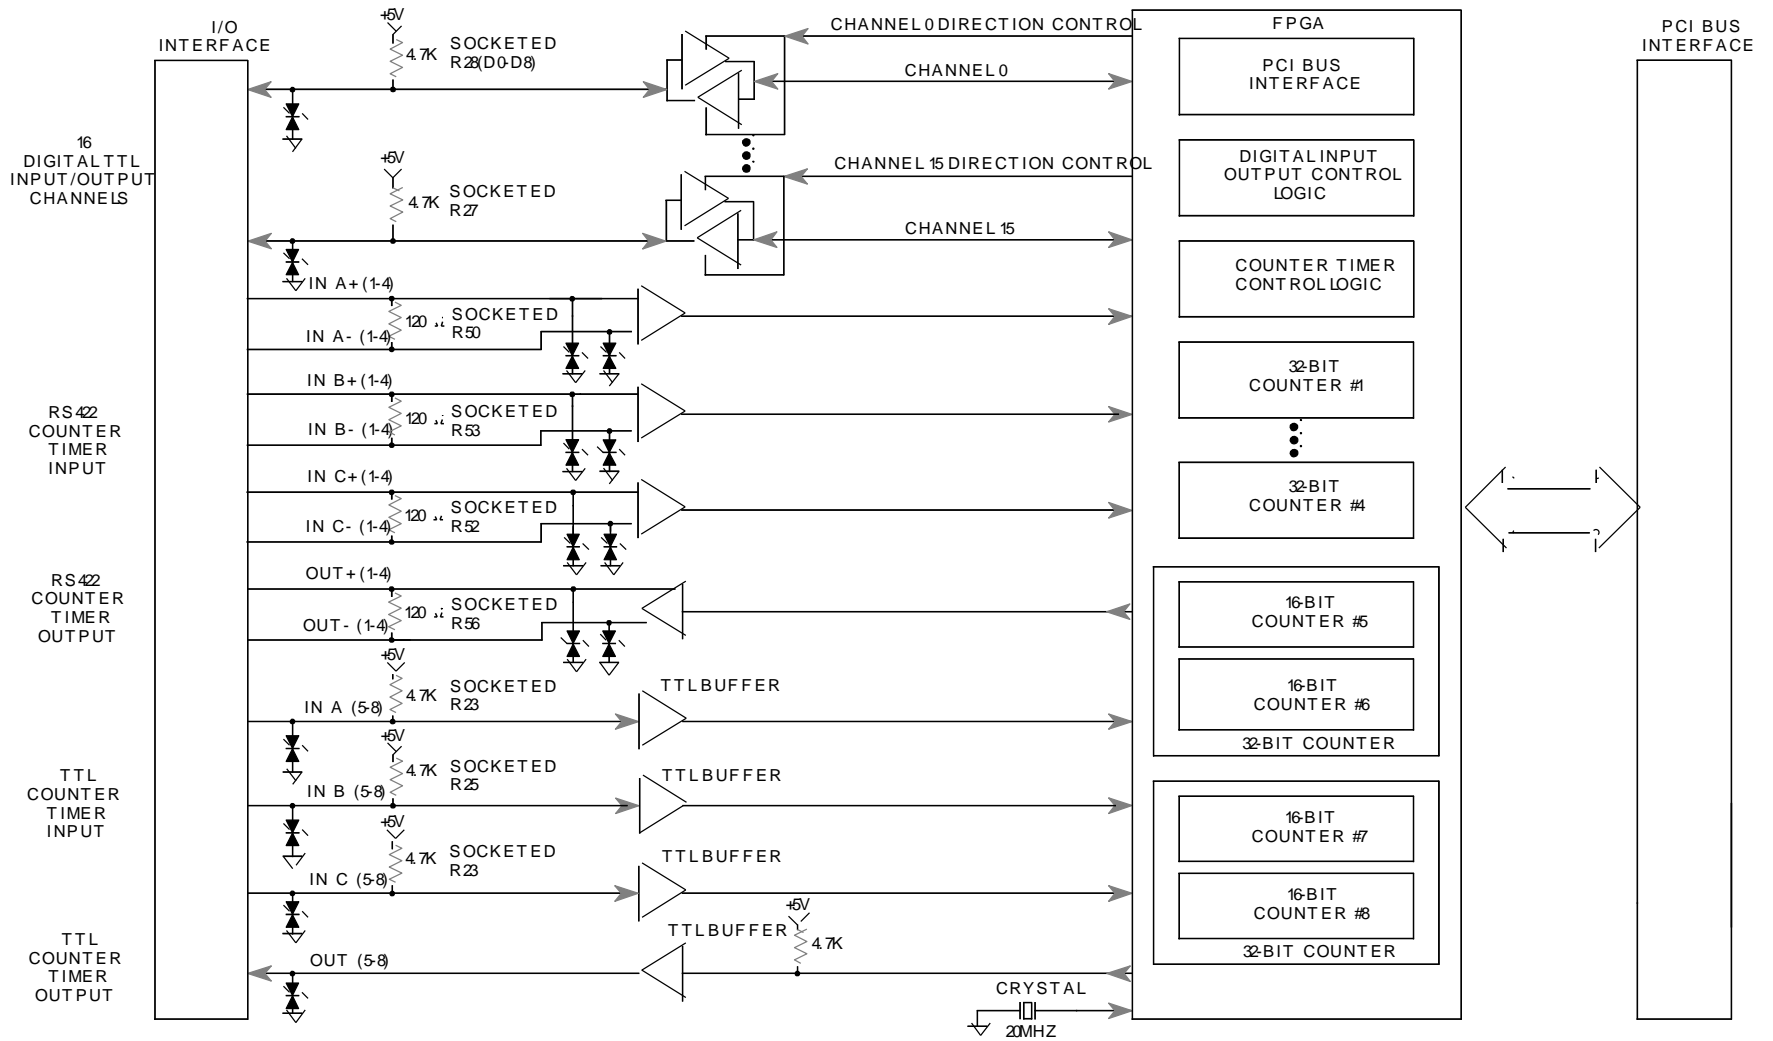 I/O
INTERFACE
16
DIGITAL TTL
INPUT/OUTPUT
CHANNELS
RS422
COUNTER
TIMER
INPUT
RS422
COUNTER
TIMER
OUTPUT
TTL
COUNTER
TIMER
INPUT
TTL
COUNTER
TIMER
OUTPUT
+5V
4.7K
SOCKETED
R28(D0-D8)
+5V
4.7K
SOCKETED
R27
IN A+ (1-4)
120
SOCKETED
R50
IN A- (1-4)
IN B+ (1-4)
120
SOCKETED
R53
IN B- (1-4)
IN C+ (1-4)
120
SOCKETED
R52
IN C- (1-4)
OUT+ (1-4)
120
SOCKETED
R56
OUT- (1-4)
+5V
4.7K
SOCKETED
R23
IN A (5-8)
TTL BUFFER
+5V
4.7K
SOCKETED
R25
IN B (5-8)
TTL BUFFER
+5V
4.7K
SOCKETED
R23
IN C (5-8)
TTL BUFFER
TTL BUFFER
+5V
4.7K
OUT (5-8)
CRYSTAL
20MHZ
CHANNEL 0 DIRECTION CONTROL
CHANNEL 0
CHANNEL 15 DIRECTION CONTROL
CHANNEL 15
FPGA
PCI BUS
INTERFACE
DIGITAL INPUT
OUTPUT CONTROL
LOGIC
COUNTER TIMER
CONTROL LOGIC
32-BIT
COUNTER #1
32-BIT
COUNTER #4
16-BIT
COUNTER #5
16-BIT
COUNTER #6
32-BIT COUNTER
16-BIT
COUNTER #7
16-BIT
COUNTER #8
32-BIT COUNTER
PCI BUS
INTERFACE